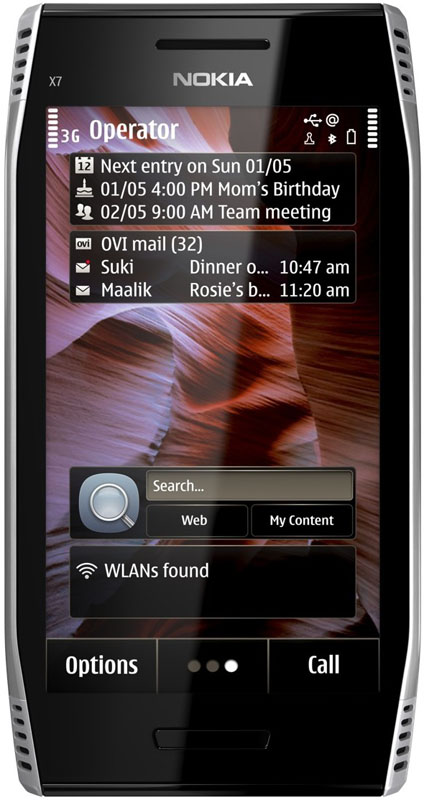 X7
NOKIA
3G Operator @
12 Next entry on Sun 01/05
01/05 4:00 PM Mom's Birthday
02/05 9:00 AM Team meeting
ovi OVI mail (32)
Suki Dinner o... 10:47 am
Maalik Rosie's b... 11:20 am
Search...
Web My Content
WLANs found
Options Call